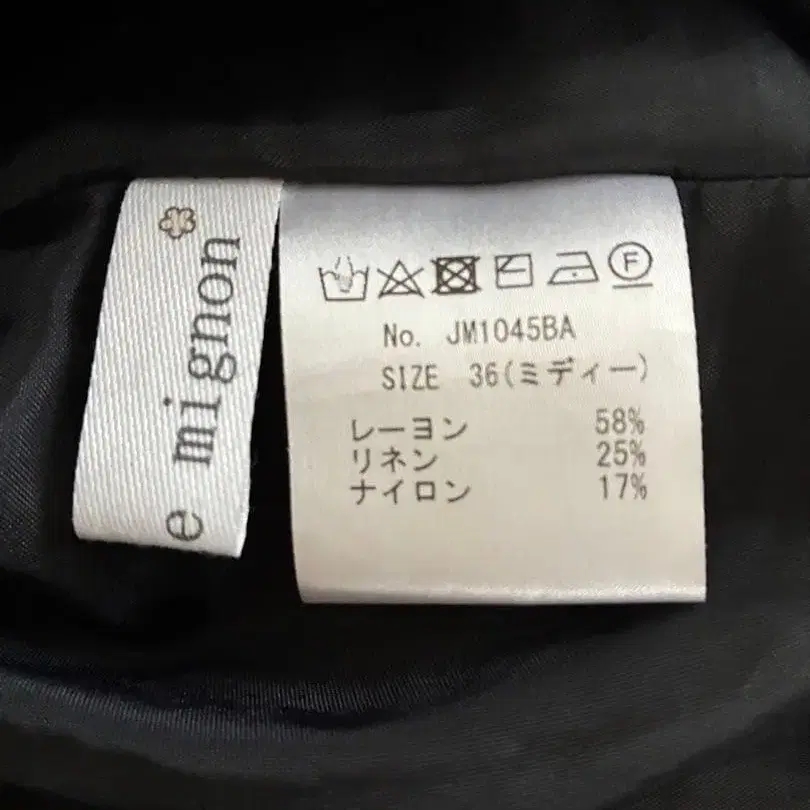 e mignon
F
No. JM1045BA
SIZE 36(ミディー)
レーヨン 58%
リネン 25%
ナイロン 17%